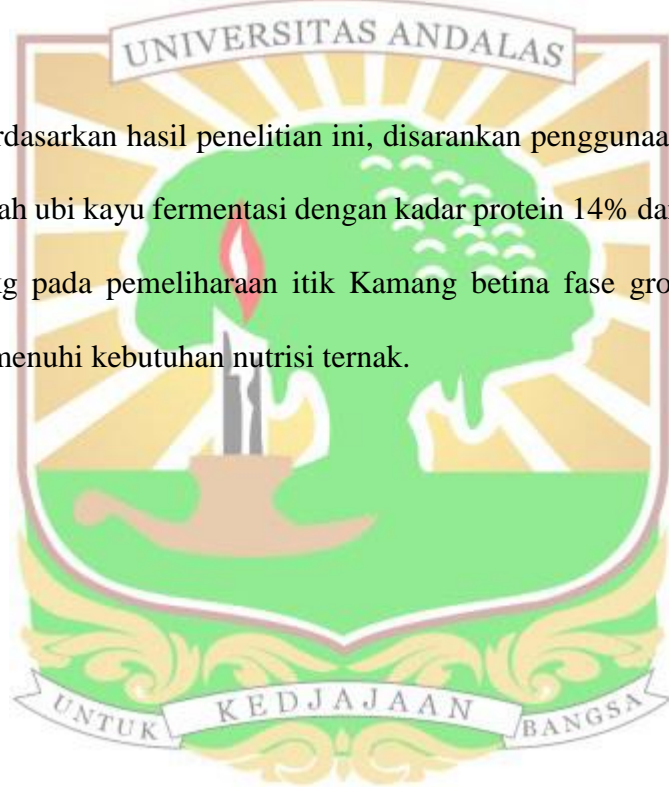 UNIVERSITAS ANDALAS
rdasarkan hasil penelitian ini, disarankan penggunaa
ah ubi kayu fermentasi dengan kadar protein 14% dar
g pada pemeliharaan itik Kamang betina fase gro
menuhi kebutuhan nutrisi ternak.
UNTUK KEDJAJAAN BANGSA